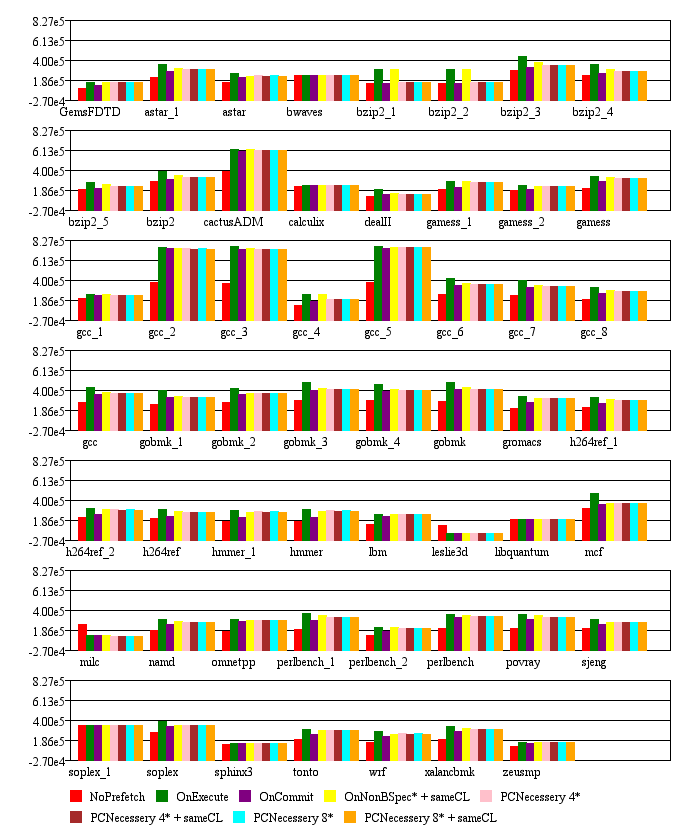 8.27e5
6.13e5
4.00e5
1.86e5
-2.70e4
GemsFDTD astar_1 astar bwaves bzip2_1 bzip2_2 bzip2_3 bzip2_4
8.27e5
6.13e5
4.00e5
1.86e5
-2.70e4
bzip2_5 bzip2 cactusADM calculix dealII gamess_1 gamess_2 gamess
8.27e5
6.13e5
4.00e5
1.86e5
-2.70e4
gcc_1 gcc_2 gcc_3 gcc_4 gcc_5 gcc_6 gcc_7 gcc_8
8.27e5
6.13e5
4.00e5
1.86e5
-2.70e4
gcc gobmk_1 gobmk_2 gobmk_3 gobmk_4 gobmk gromacs h264ref_1
8.27e5
6.13e5
4.00e5
1.86e5
-2.70e4
h264ref_2 h264ref hmmer_1 hmmer lbm leslie3d libquantum mcf
8.27e5
6.13e5
4.00e5
1.86e5
-2.70e4
milc namd omnetpp perlbench_1 perlbench_2 perlbench povray sjeng
8.27e5
6.13e5
4.00e5
1.86e5
-2.70e4
soplex_1 soplex sphinx3 tonto wrf xalancbmk zeusmp
NoPrefetch OnExecute OnCommit OnNonBSpec* + sameCL PCNecessery 4*
PCNecessery 4* + sameCL PCNecessery 8* PCNecessery 8* + sameCL